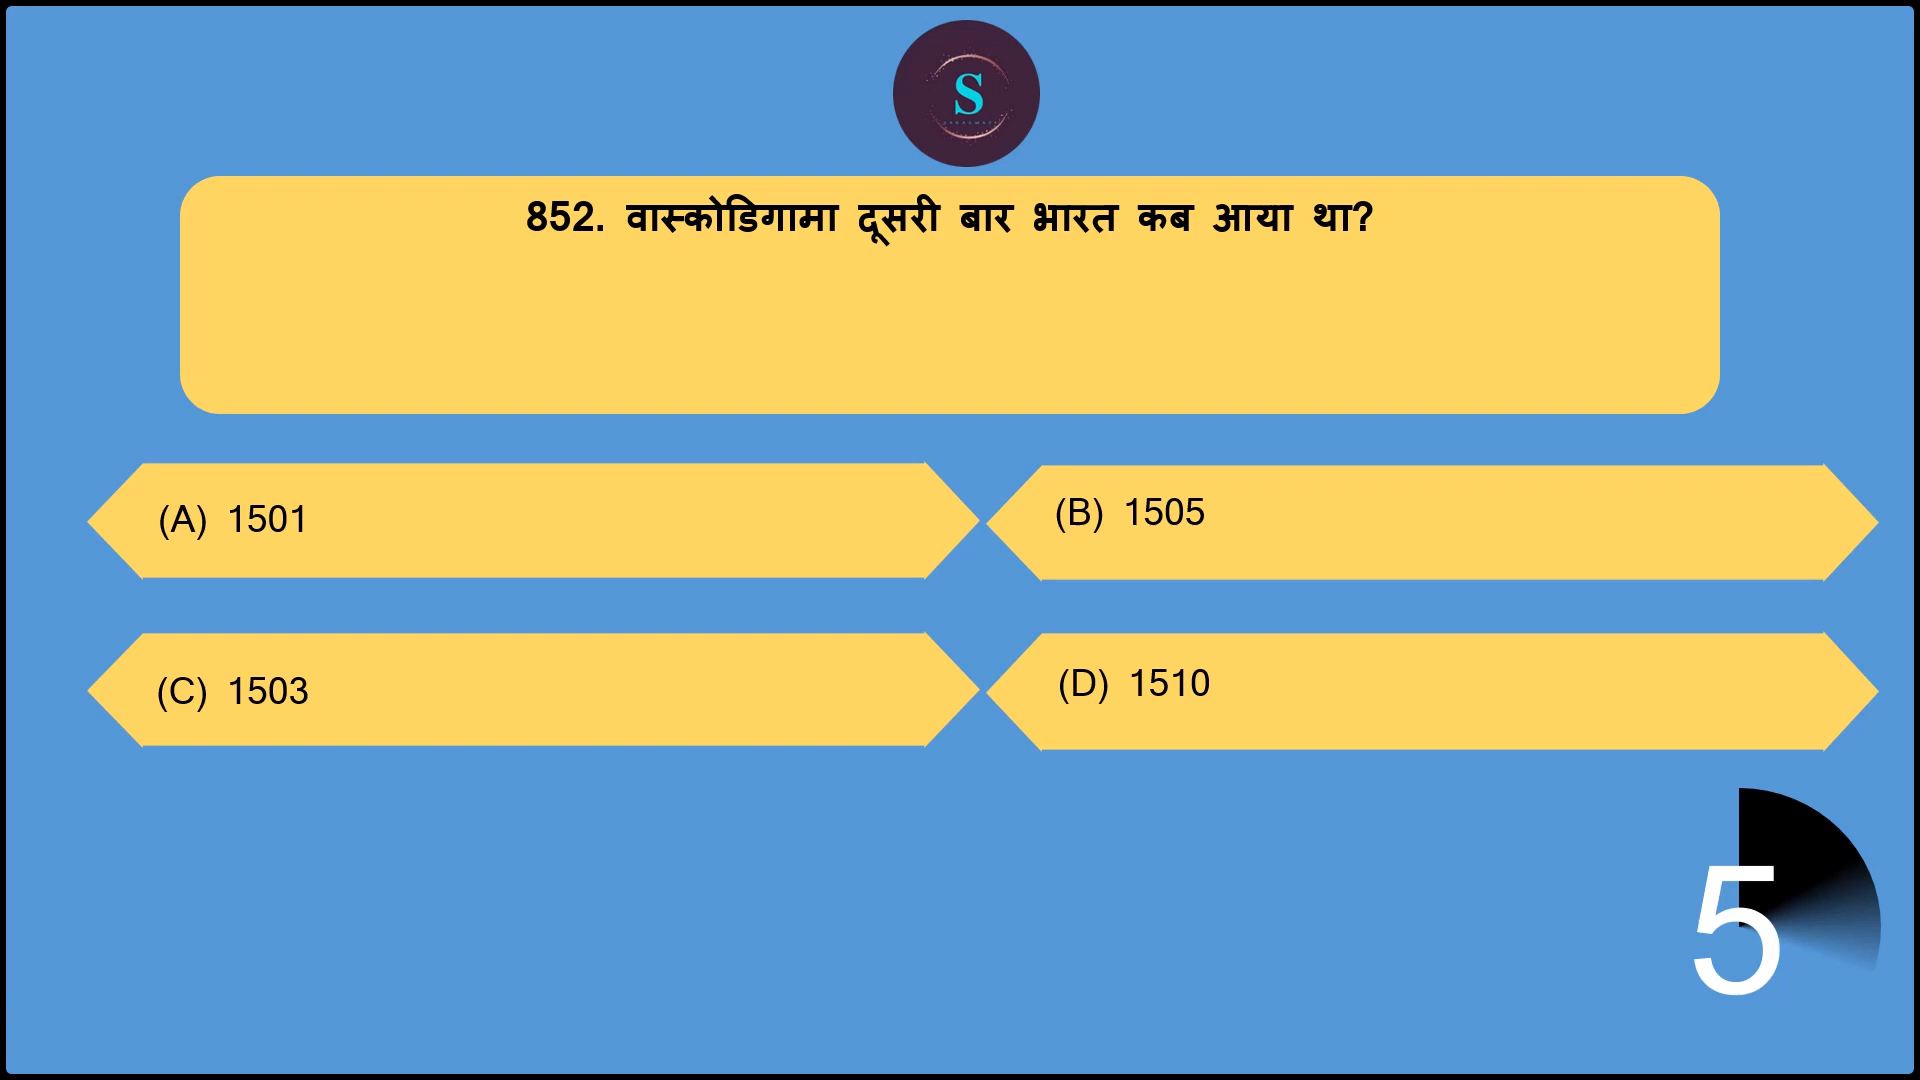 S
852. वास्कोडिगामा दूसरी बार भारत कब आया था?
(A) 1501
(B) 1505
(C) 1503
(D) 1510
5